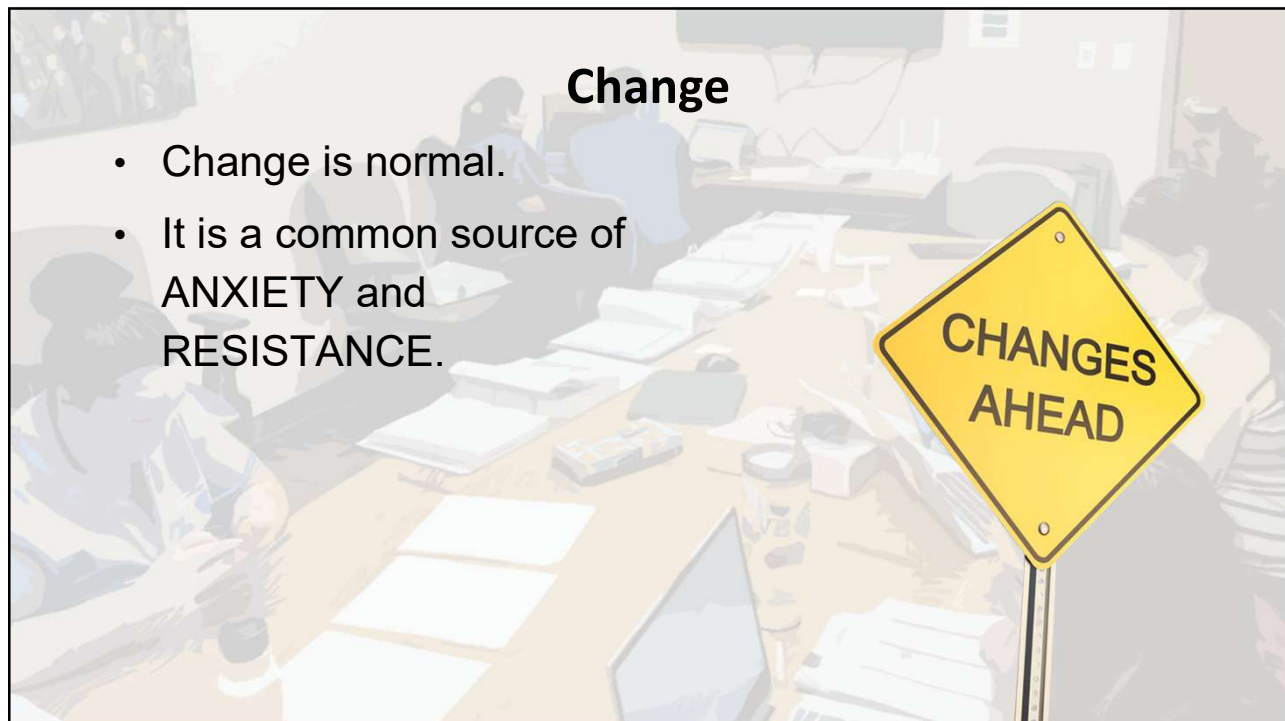 Change
• Change is normal.
• It is a common source of
ANXIETY and
RESISTANCE.
CHANGES
AHEAD